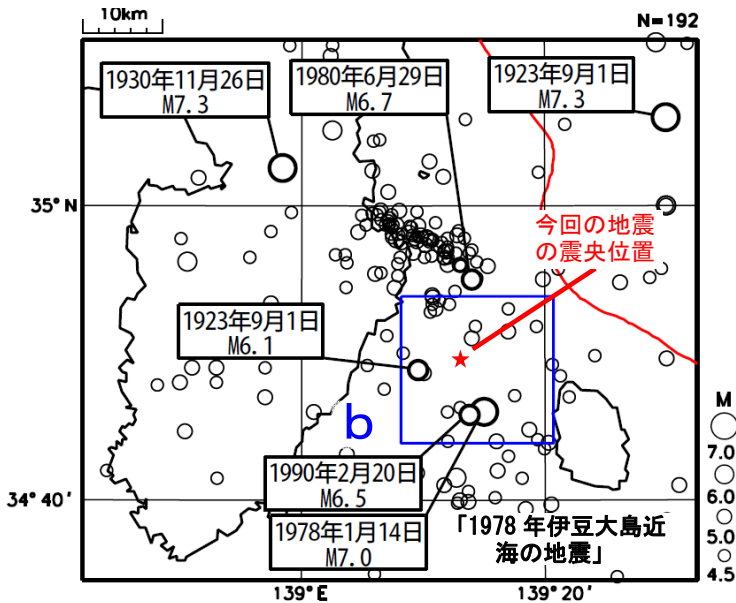 10km
N=192
1930年11月26日
M7.3
1980年6月29日
M6.7
1923年9月1日
M7.3
35°N
今回の地震
の震央位置
1923年9月1日
M6.1
b
M
7.0
6.0
5.0
4.5
1990年2月20日
M6.5
34°40'
1978年1月14日
M7.0
「1978 年伊豆大島近
海の地震」
139°E
139°20'